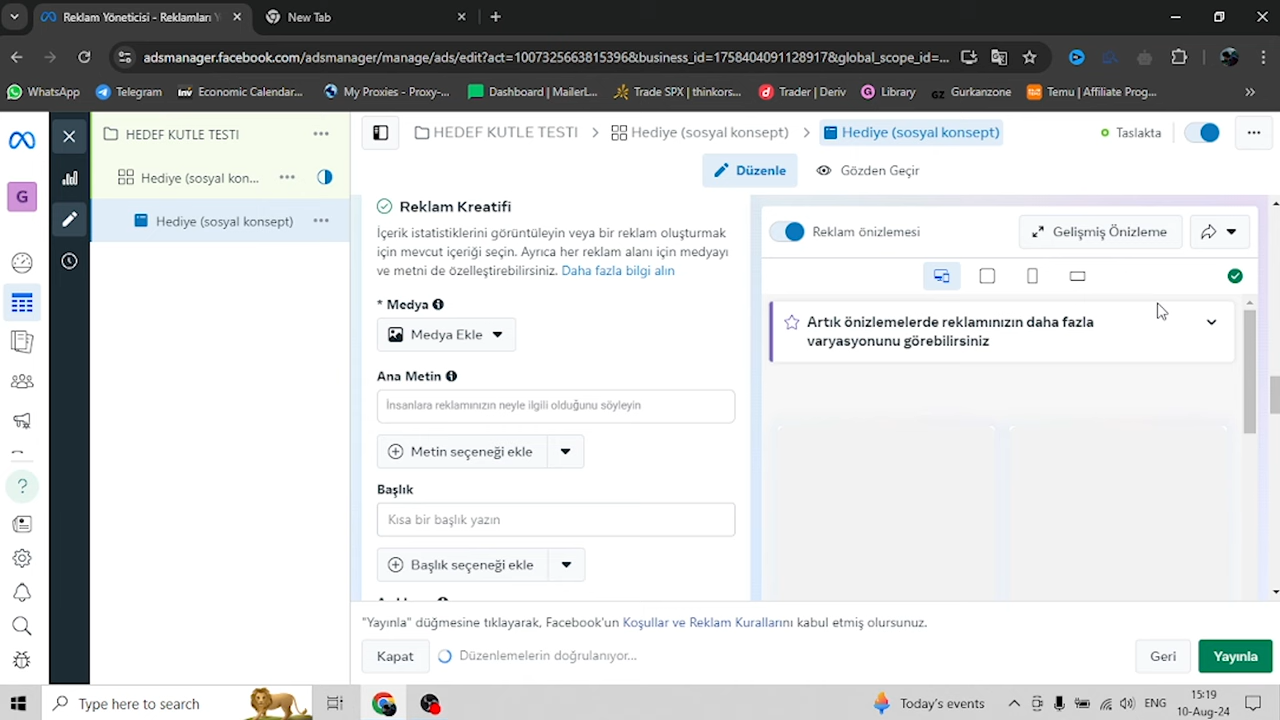 Reklam Yöneticisi - Reklamları Y
New Tab
adsmanager.facebook.com/adsmanager/manage/ads/edit?act=1007325663815396&business_id=1758404091128917&global_scope_id=...
WhatsApp
Telegram
Economic Calendar...
My Proxies - Proxy-...
Dashboard | MailerL...
Trade SPX | thinkors...
Trader | Deriv
Library
GZ
Gurkanzone
Temu | Affiliate Prog...
HEDEF KUTLE TESTI
HEDEF KUTLE TESTI
Hediye (sosyal konsept)
Hediye (sosyal konsept)
Taslakta
G
Hediye (sosyal kon...
Düzenle
Gözden Geçir
Hediye (sosyal konsept)
Reklam Kreatifi
İçerik istatistiklerini görüntüleyin veya bir reklam oluşturmak
için mevcut içeriği seçin. Ayrıca her reklam alanı için medyayı
ve metni de özelleştirebilirsiniz. Daha fazla bilgi alın
* Medya
Medya Ekle
Ana Metin
İnsanlara reklamınızın neyle ilgili olduğunu söyleyin
Metin seçeneği ekle
Başlık
Kısa bir başlık yazın
Başlık seçeneği ekle
Reklam önizlemesi
Gelişmiş Önizleme
Artık önizlemelerde reklamınızın daha fazla
varyasyonunu görebilirsiniz
"Yayınla" düğmesine tıklayarak, Facebook'un Koşullar ve Reklam Kurallarını kabul etmiş olursunuz.
Kapat
Düzenlemelerin doğrulanıyor...
Geri
Yayınla
Type here to search
Today's events
ENG
15:19
10-Aug-24